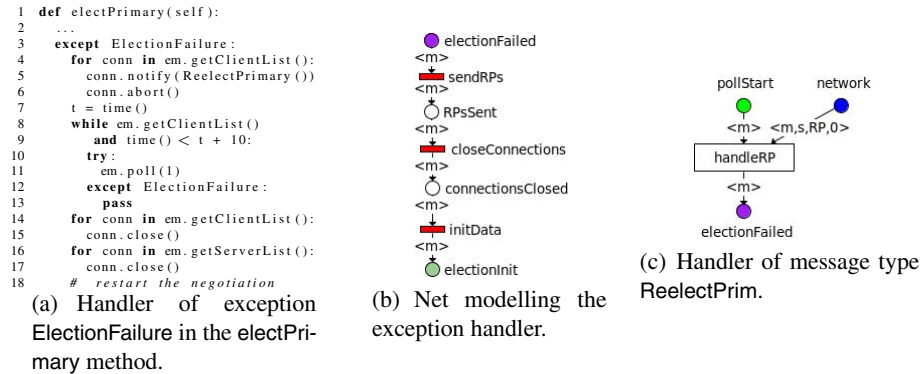 1 def electPrimary(self):
2 ...
3 except ElectionFailure:
4 for conn in em.getClientList():
5 conn.notify(ReelectPrimary())
6 conn.abort()
7 t = time()
8 while em.getClientList()
9 and time() < t + 10:
10 try:
11 em.poll(1)
12 except ElectionFailure:
13 pass
14 for conn in em.getClientList():
15 conn.close()
16 for conn in em.getServerList():
17 conn.close()
18 # restart the negotiation
(a) Handler of exception
ElectionFailure in the electPri-
mary method.
electionFailed
<m>
sendRPs
<m>
RPsSent
<m>
closeConnections
<m>
connectionsClosed
<m>
initData
<m>
electionInit
(b) Net modelling the
exception handler.
pollStart network
<m> <m,s,RP,0>
handleRP
<m>
electionFailed
(c) Handler of message type
ReelectPrim.